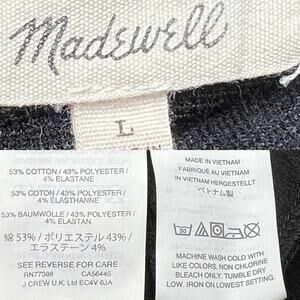 Madewell
L
53% COTTON / 43% POLYESTER /
4% ELASTANE
53% COTON / 43% POLYESTER /
4% ÉLASTHANNE
53% BAUMWOLLE / 43% POLYESTER /
4% ELASTAN
綿 53% / ポリエステル 43% /
エラステーン 4%
SEE REVERSE FOR CARE
RN77388 CA56445
J.CREW U.K. Ltd EC4V 6JA
MADE IN VIETNAM
FABRIQUÉ AU VIETNAM
IN VIETNAM HERGESTELLT
ベトナム製
MACHINE WASH COLD WITH
LIKE COLORS. NON CHLORINE
BLEACH ONLY. TUMBLE DRY
LOW. IRON ON LOWEST SETTING.